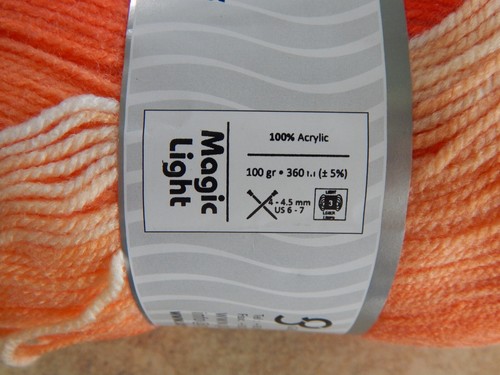 Magic
Light
100% Acrylic
100 gr • 360 (± 5%)
4 - 4.5 mm
US 6 - 7
LIGHT
3